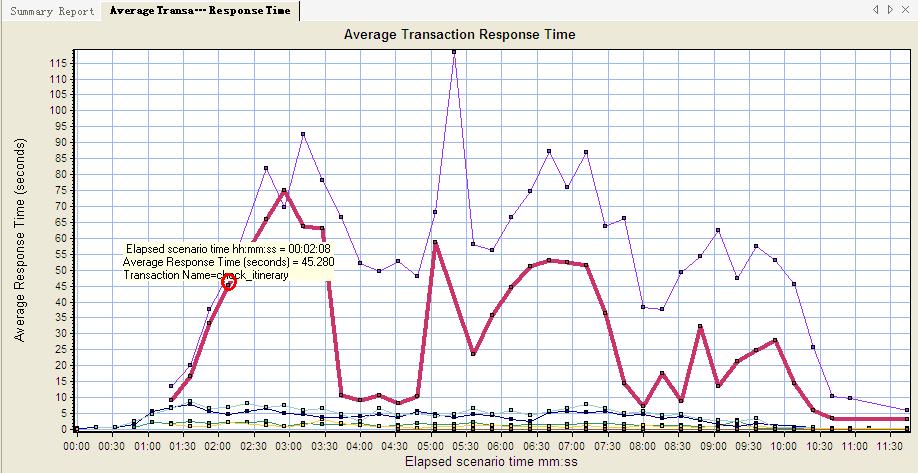 Summary Report
Average Transa··· Response Time
Average Transaction Response Time
Average Response Time (seconds)
115
110
105
100
95
90
85
80
75
70
65
60
55
50
45
40
35
30
25
20
15
10
5
0
Elapsed scenario time hh:mm:ss = 00:02:08
Average Response Time (seconds) = 45.280
Transaction Name=check_itinerary
00:00 00:30 01:00 01:30 02:00 02:30 03:00 03:30 04:00 04:30 05:00 05:30 06:00 06:30 07:00 07:30 08:00 08:30 09:00 09:30 10:00 10:30 11:00 11:30
Elapsed scenario time mm:ss